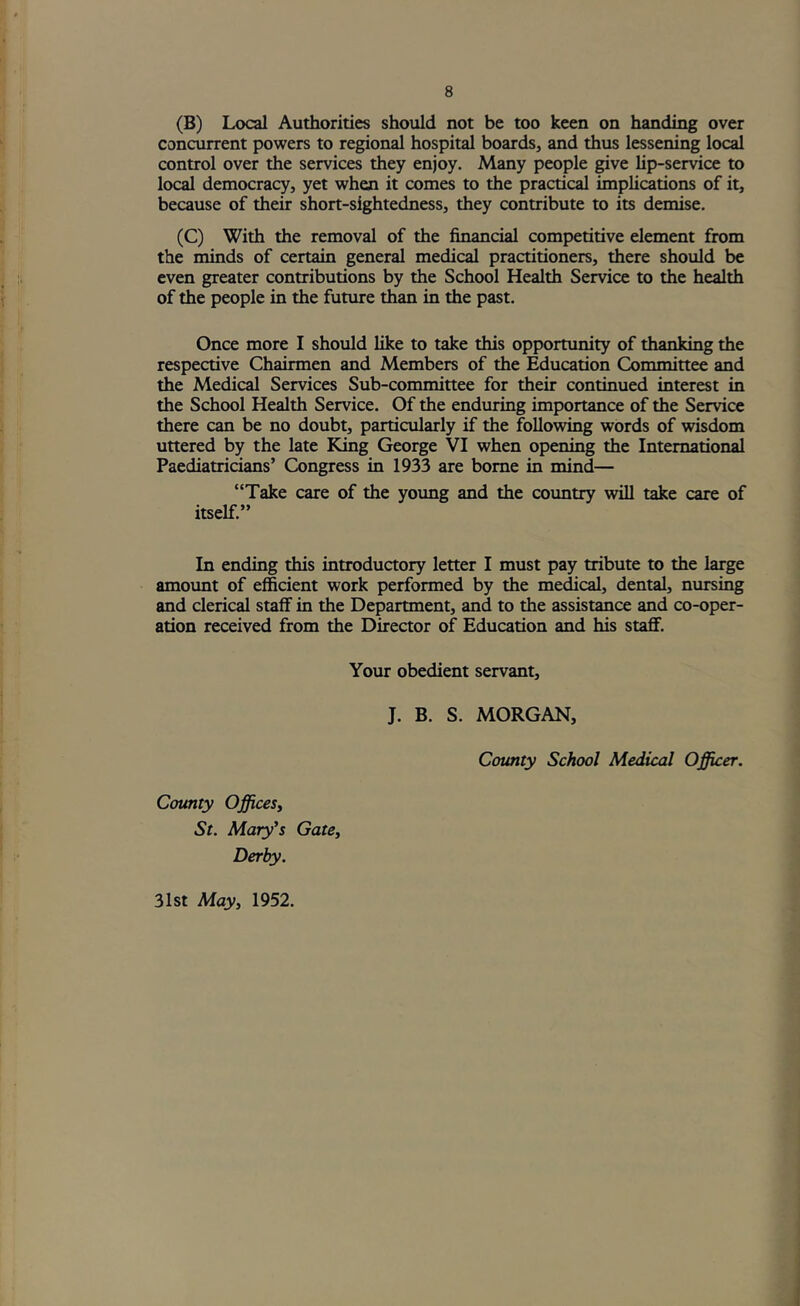 8
(B) Local Authorities should not be too keen on handing over
concurrent powers to regional hospital boards, and thus lessening local
control over the services they enjoy. Many people give lip-service to
local democracy, yet when it comes to the practical implications of it,
because of their short-sightedness, they contribute to its demise.
(C) With the removal of the financial competitive element from
the minds of certain general medical practitioners, there should be
even greater contributions by the School Health Service to the health
of the people in the future than in the past.
Once more I should like to take this opportunity of thanking the
respective Chairmen and Members of the Education Committee and
the Medical Services Sub-committee for their continued interest in
the School Health Service. Of the enduring importance of the Service
there can be no doubt, particularly if the following words of wisdom
uttered by the late King George VI when opening the International
Paediatricians’ Congress in 1933 are borne in mind—
“Take care of the young and the country will take care of
itself.”
In ending this introductory letter I must pay tribute to the large
amount of efficient work performed by the medical, dental, nursing
and clerical staff in the Department, and to the assistance and co-oper-
ation received from the Director of Education and his staff.
Your obedient servant,
J. B. S. MORGAN,
County School Medical Officer.
County Offices,
St. Mary’s Gate,
Derby.
31st May, 1952.